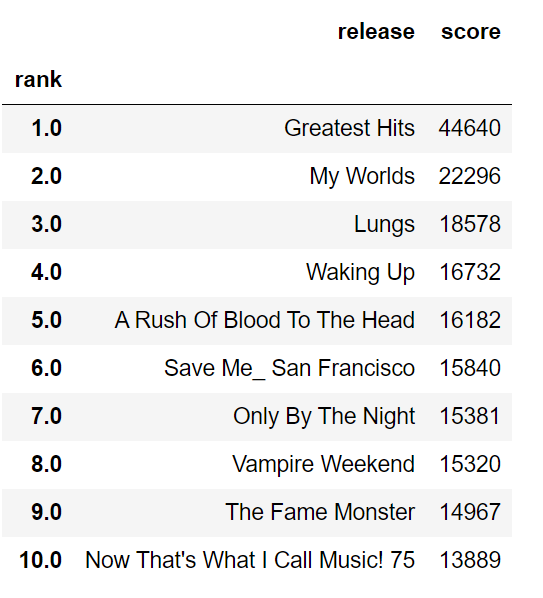 release score
rank
1.0 Greatest Hits 44640
2.0 My Worlds 22296
3.0 Lungs 18578
4.0 Waking Up 16732
5.0 A Rush Of Blood To The Head 16182
6.0 Save Me_ San Francisco 15840
7.0 Only By The Night 15381
8.0 Vampire Weekend 15320
9.0 The Fame Monster 14967
10.0 Now That's What I Call Music! 75 13889